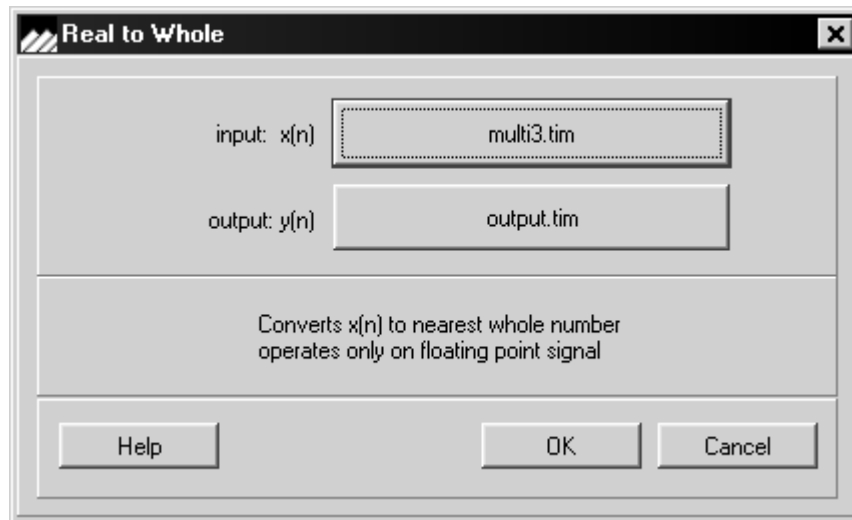 Real to Whole
input: x(n)
multi3.tim
output: y(n)
output.tim
Converts x(n) to nearest whole number
operates only on floating point signal
Help
OK
Cancel